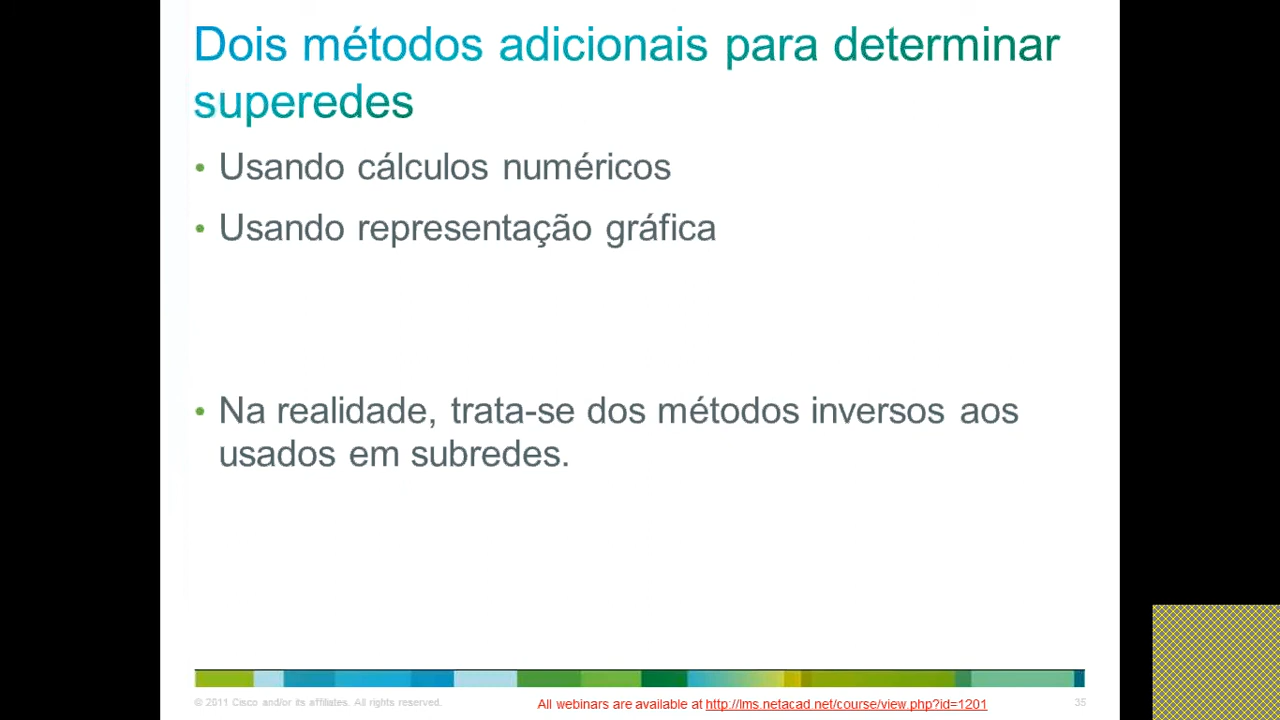 Dois métodos adicionais para determinar
superedes
• Usando cálculos numéricos
• Usando representação gráfica
• Na realidade, trata-se dos métodos inversos aos
usados em subredes.
© 2011 Cisco and/or its affiliates. All rights reserved.
All webinars are available at http://lms.netacad.net/course/view.php?id=1201
35